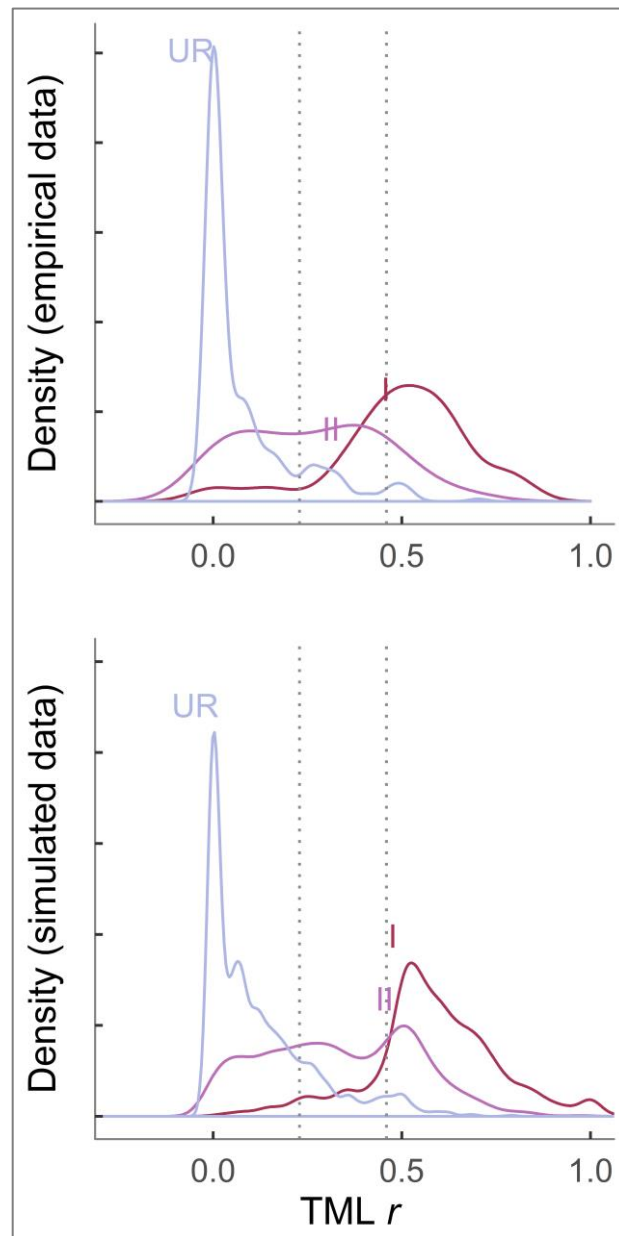 Density (empirical data)
UR
I
II
0.0 0.5 1.0
Density (simulated data)
UR
I
II
0.0 0.5 1.0
TML r